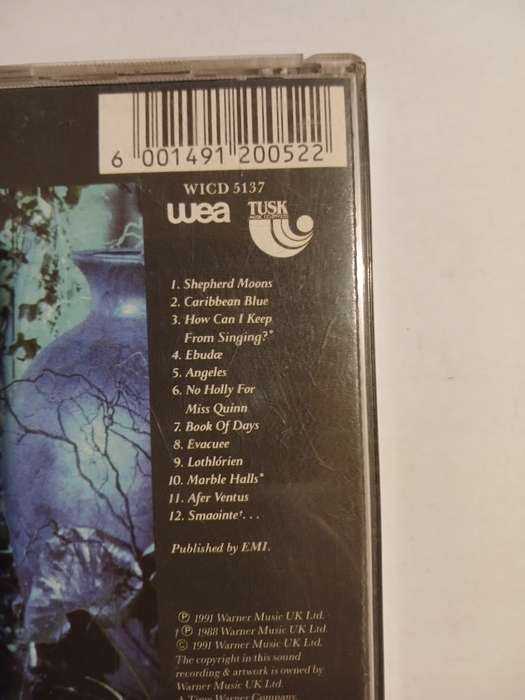 6 001491 200522
WICD 5137
wea TUSK
1. Shepherd Moons
2. Caribbean Blue
3. How Can I Keep
From Singing?*
4. Ebudæ
5. Angeles
6. No Holly For
Miss Quinn
7. Book Of Days
8. Evacuee
9. Lothlórien
10. Marble Halls*
11. Afer Ventus
12. Smaointe†. . .
Published by EMI.
℗ 1991 Warner Music UK Ltd.
†℗ 1988 Warner Music UK Ltd.
© 1991 Warner Music UK Ltd.
The copyright in this sound
recording & artwork is owned by
Warner Music UK Ltd.
A Time Warner Company.